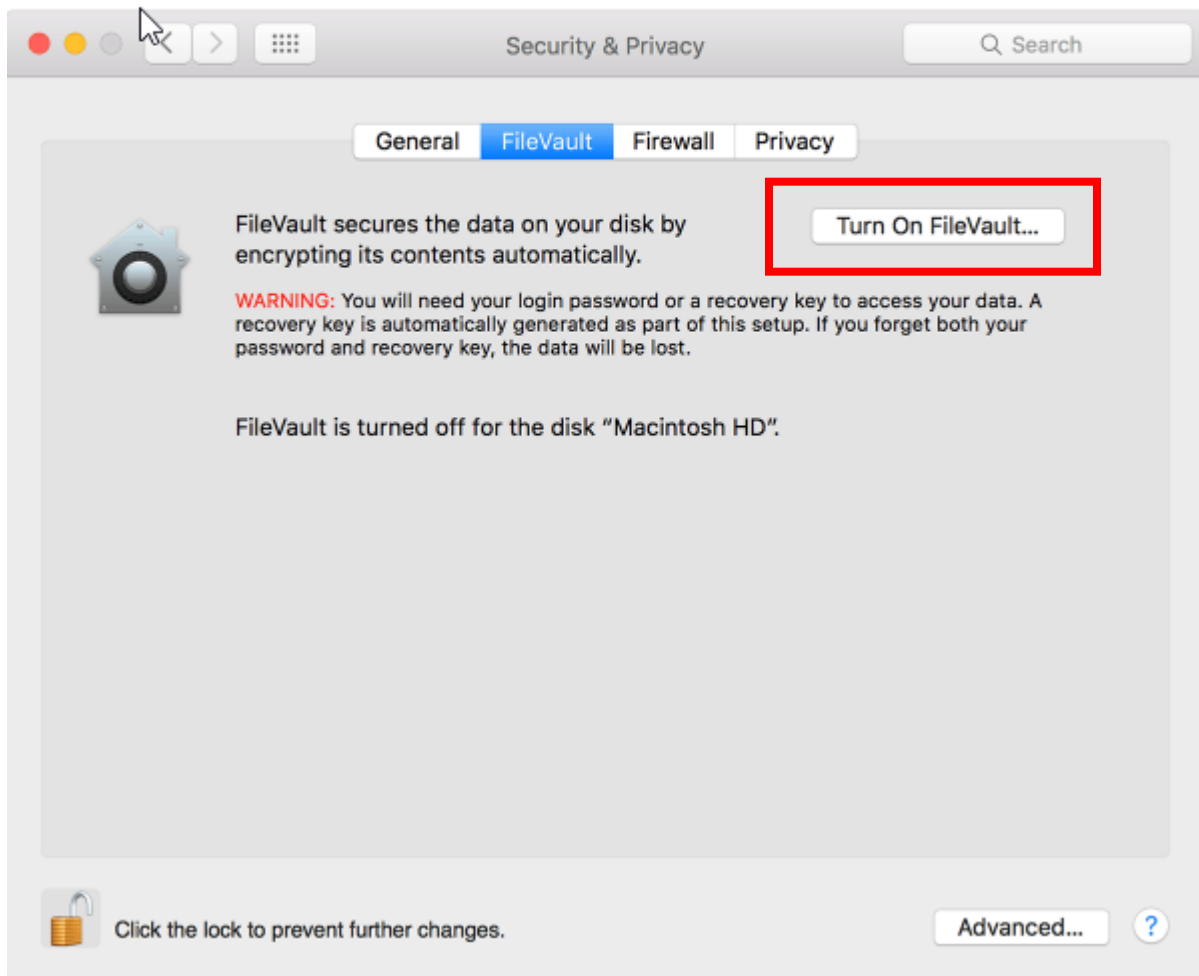 Security & Privacy
Search
General
FileVault
Firewall
Privacy
FileVault secures the data on your disk by
Turn On FileVault...
encrypting its contents automatically.
WARNING: You will need your login password or a recovery key to access your data. A
recovery key is automatically generated as part of this setup. If you forget both your
password and recovery key, the data will be lost.
FileVault is turned off for the disk “Macintosh HD”.
Click the lock to prevent further changes.
Advanced...
?